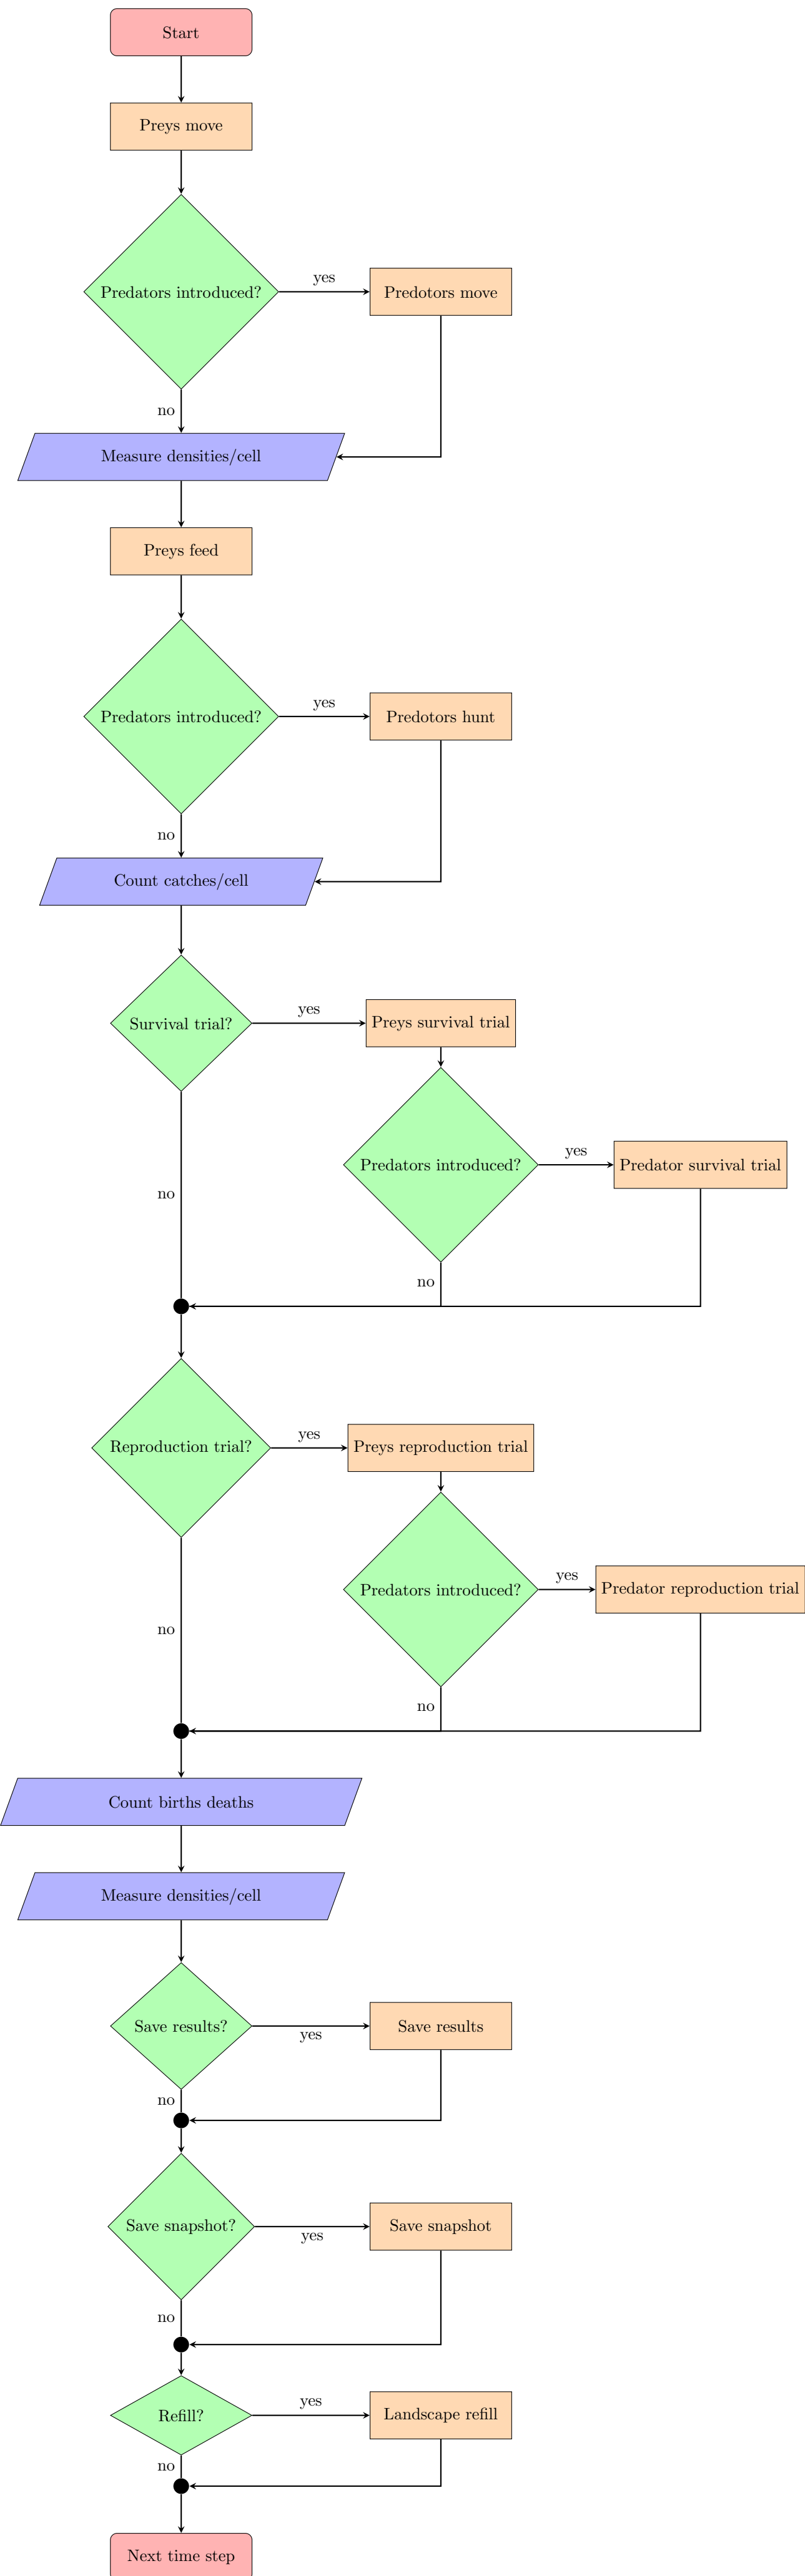 Start
Preys move
Predators introduced?
yes
Predotors move
no
Measure densities/cell
Preys feed
Predators introduced?
yes
Predotors hunt
no
Count catches/cell
Survival trial?
yes
Preys survival trial
Predators introduced?
yes
Predator survival trial
no
no
Reproduction trial?
yes
Preys reproduction trial
Predators introduced?
yes
Predator reproduction trial
no
no
Count births deaths
Measure densities/cell
Save results?
yes
Save results
no
Save snapshot?
yes
Save snapshot
no
Refill?
yes
Landscape refill
no
Next time step